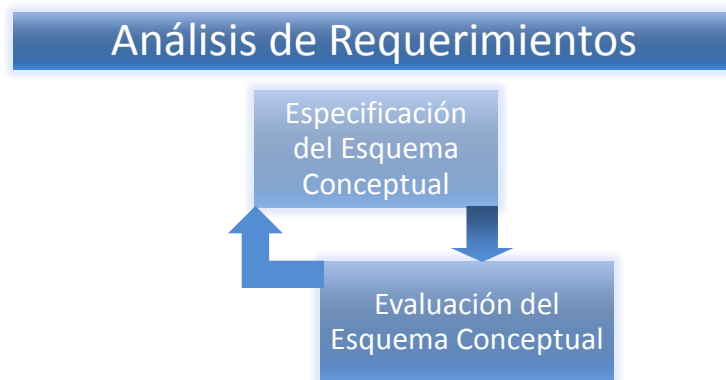 Análisis de Requerimientos
Especificación
del Esquema
Conceptual
Evaluación del
Esquema Conceptual